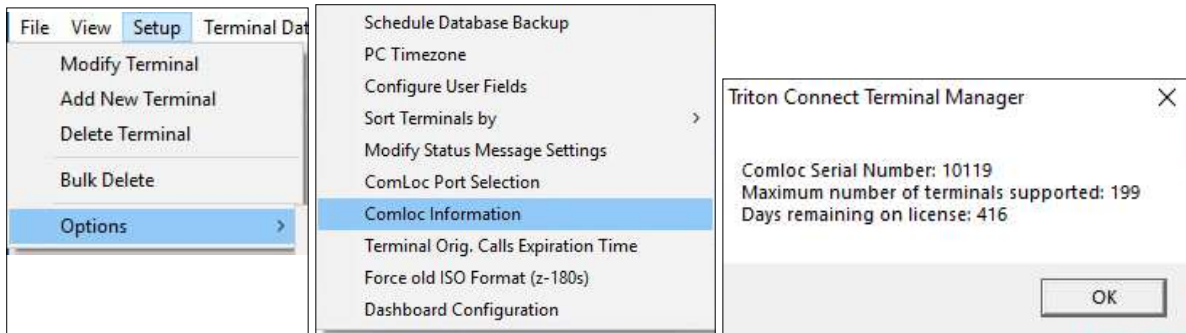 File View Setup Terminal Dat
Modify Terminal
Add New Terminal
Delete Terminal
Bulk Delete
Options
Schedule Database Backup
PC Timezone
Configure User Fields
Sort Terminals by
Modify Status Message Settings
ComLoc Port Selection
Comloc Information
Terminal Orig. Calls Expiration Time
Force old ISO Format (z-180s)
Dashboard Configuration
Triton Connect Terminal Manager
Comloc Serial Number: 10119
Maximum number of terminals supported: 199
Days remaining on license: 416
OK